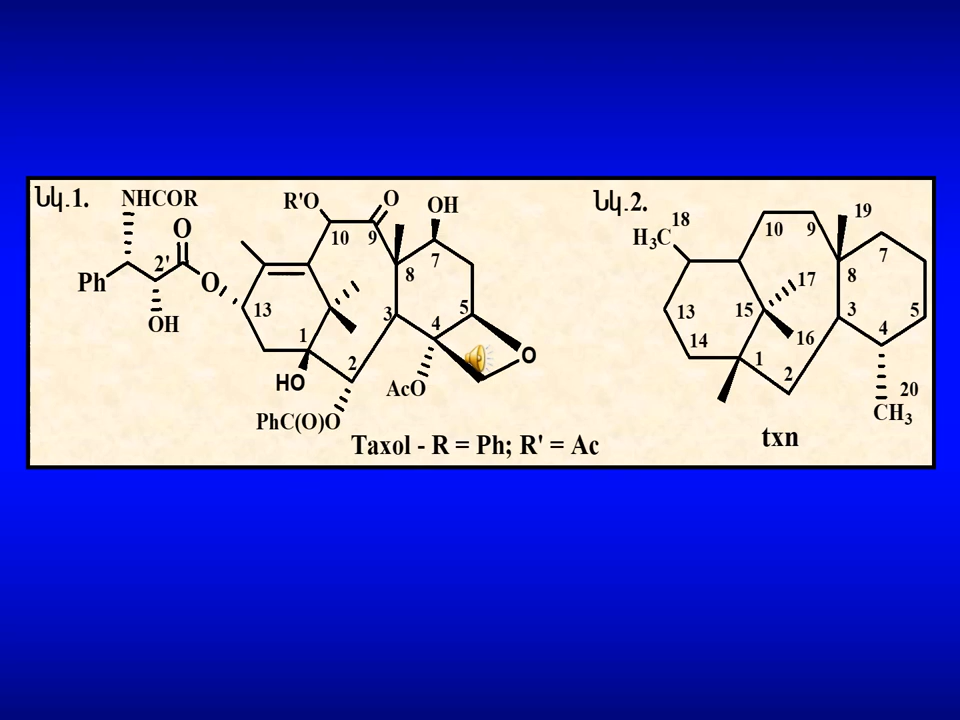 Նկ.1.
NHCOR
O
Ph
2'
O
OH
13
R'O
O
OH
10
9
8
7
3
4
5
1
2
HO
AcO
O
PhC(O)O
Taxol - R = Ph; R' = Ac
Նկ.2.
18
H3C
10
9
19
7
8
17
13
15
3
5
14
16
4
1
2
20
CH3
txn